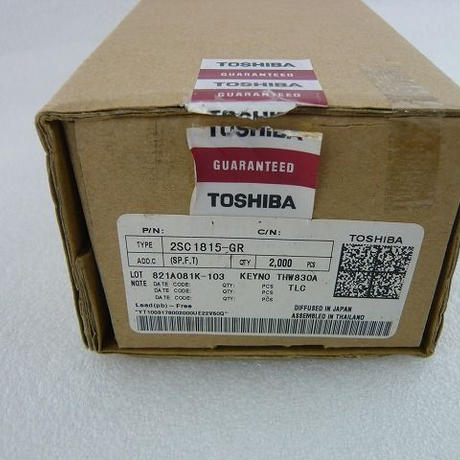 TOSHIBA
GUARANTEED
TOSHIBA
GUARANTEED
TOSHIBA
GUARANTEED
TOSHIBA
P/N: C/N:
TYPE 2SC1815-GR TOSHIBA
ADD.C (SP,F,T) QTY 2,000 PCS
LOT 821A081K-103 KEYNO THW830A
NOTE DATE CODE: QTY: PCS TLC
DATE CODE: QTY: PCS
DATE CODE: QTY: PCS
Lead(pb)-Free
DIFFUSED IN JAPAN
ASSEMBLED IN THAILAND